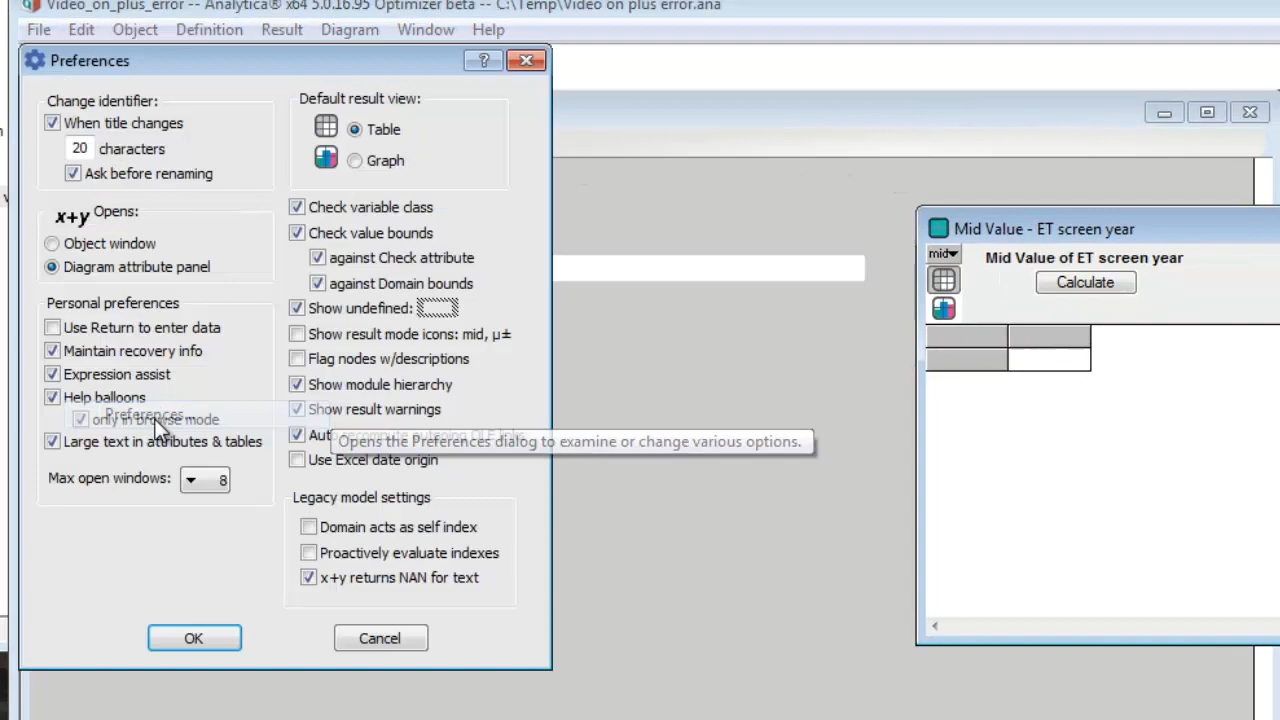 Video_on_plus_error -- Analytica® x64 5.0.16.95 Optimizer beta -- C:\Temp\Video on plus error.ana
File Edit Object Definition Result Diagram Window Help
Preferences
?
Change identifier:
When title changes
20 characters
Ask before renaming
x+y Opens:
Object window
Diagram attribute panel
Personal preferences
Use Return to enter data
Maintain recovery info
Expression assist
Help balloons
Preferences...
only in browse mode
Large text in attributes & tables
Max open windows: 8
Default result view:
Table
Graph
Check variable class
Check value bounds
against Check attribute
against Domain bounds
Show undefined:
Show result mode icons: mid, µ±
Flag nodes w/descriptions
Show module hierarchy
Show result warnings
Opens the Preferences dialog to examine or change various options.
Use Excel date origin
Legacy model settings
Domain acts as self index
Proactively evaluate indexes
x+y returns NAN for text
OK Cancel
Mid Value - ET screen year
mid
Mid Value of ET screen year
Calculate